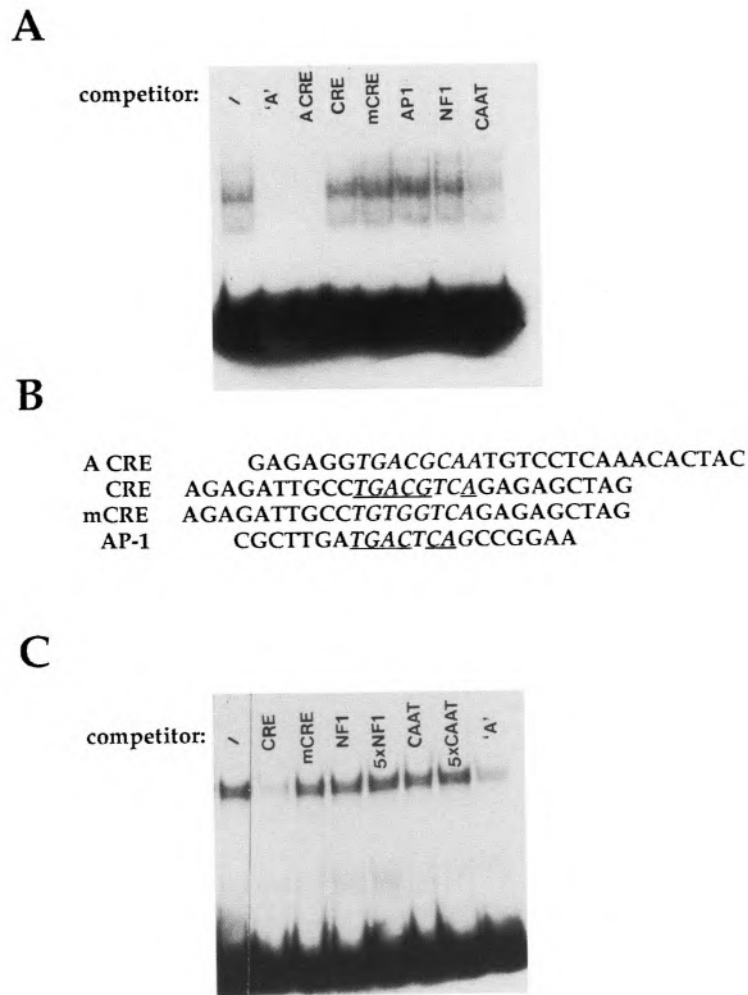 A
competitor: / 'A' A CRE CRE mCRE AP1 NF1 CAAT
B
A CRE GAGAGGTGACGCAATGTCCTCAAACACTAC
CRE AGAGATTGCCTGACGTCAGAGAGCTAG
mCRE AGAGATTGCCTGTGGTCAGAGAGCTAG
AP-1 CGCTTGATGACTCAGCCGGAA
C
competitor: / CRE mCRE NF1 5xNF1 CAAT 5xCAAT 'A'